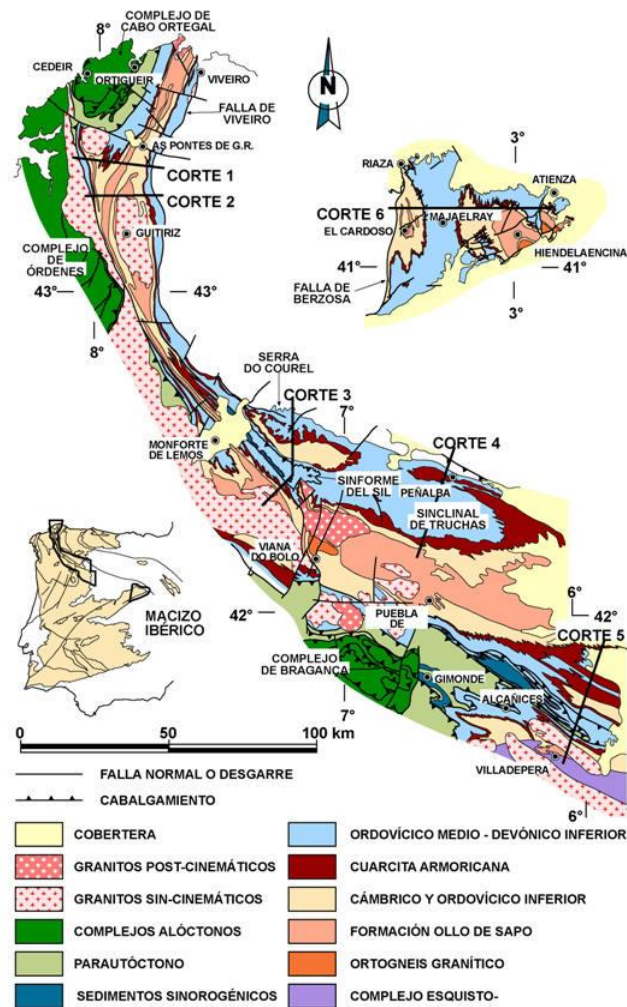 COMPLEJO DE
CABO ORTEGAL
8°
CEDEIR
ORTIGUEIR
VIVEIRO
FALLA DE
VIVEIRO
N
AS PONTES DE G.R.
CORTE 1
CORTE 2
GUITIRIZ
COMPLEJO
DE
ÓRDENES
43°
43°
8°
3°
RIAZA
ATIENZA
CORTE 6
MAJAELRAY
EL CARDOSO
HIENDELAENCINA
41°
41°
FALLA DE
BERZOSA
3°
SERRA
DO COUREL
CORTE 3
7°
CORTE 4
MONFORTE
DE LEMOS
SINFORME
DEL SIL
PEÑALBA
SINCLINAL
DE TRUCHAS
VIANA
DO BOLO
6°
42°
42°
PUEBLA
DE
MACIZO
IBÉRICO
CORTE 5
COMPLEJO
DE BRAGANÇA
GIMONDE
ALCAÑICES
7°
0 50 100 km
VILLADEPERA
6°
FALLA NORMAL O DESGARRE
CABALGAMIENTO
COBERTERA
GRANITOS POST-CINEMÁTICOS
GRANITOS SIN-CINEMÁTICOS
COMPLEJOS ALÓCTONOS
PARAUTÓCTONO
SEDIMENTOS SINOROGÉNICOS
ORDOVÍCICO MEDIO - DEVÓNICO INFERIOR
CUARCITA ARMORICANA
CÁMBRICO Y ORDOVÍCICO INFERIOR
FORMACIÓN OLLO DE SAPO
ORTOGNEIS GRANÍTICO
COMPLEJO ESQUISTO-